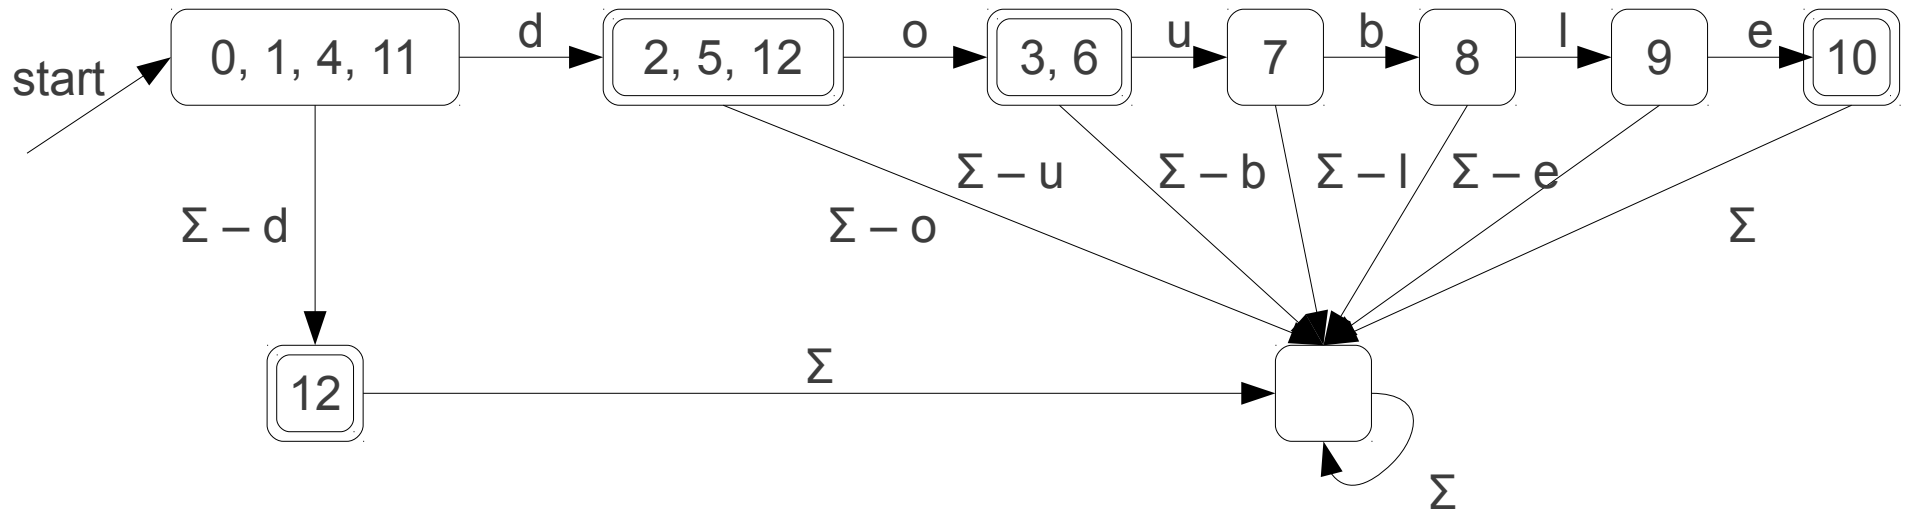 start
0, 1, 4, 11
d
2, 5, 12
o
3, 6
u
7
b
8
l
9
e
10
Σ – d
Σ – o
Σ – u
Σ – b
Σ – l
Σ – e
Σ
12
Σ
Σ